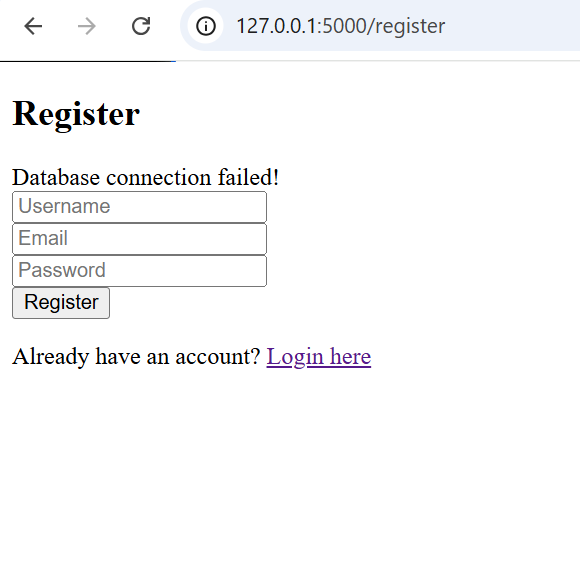 127.0.0.1:5000/register
Register
Database connection failed!
Username
Email
Password
Register
Already have an account? Login here